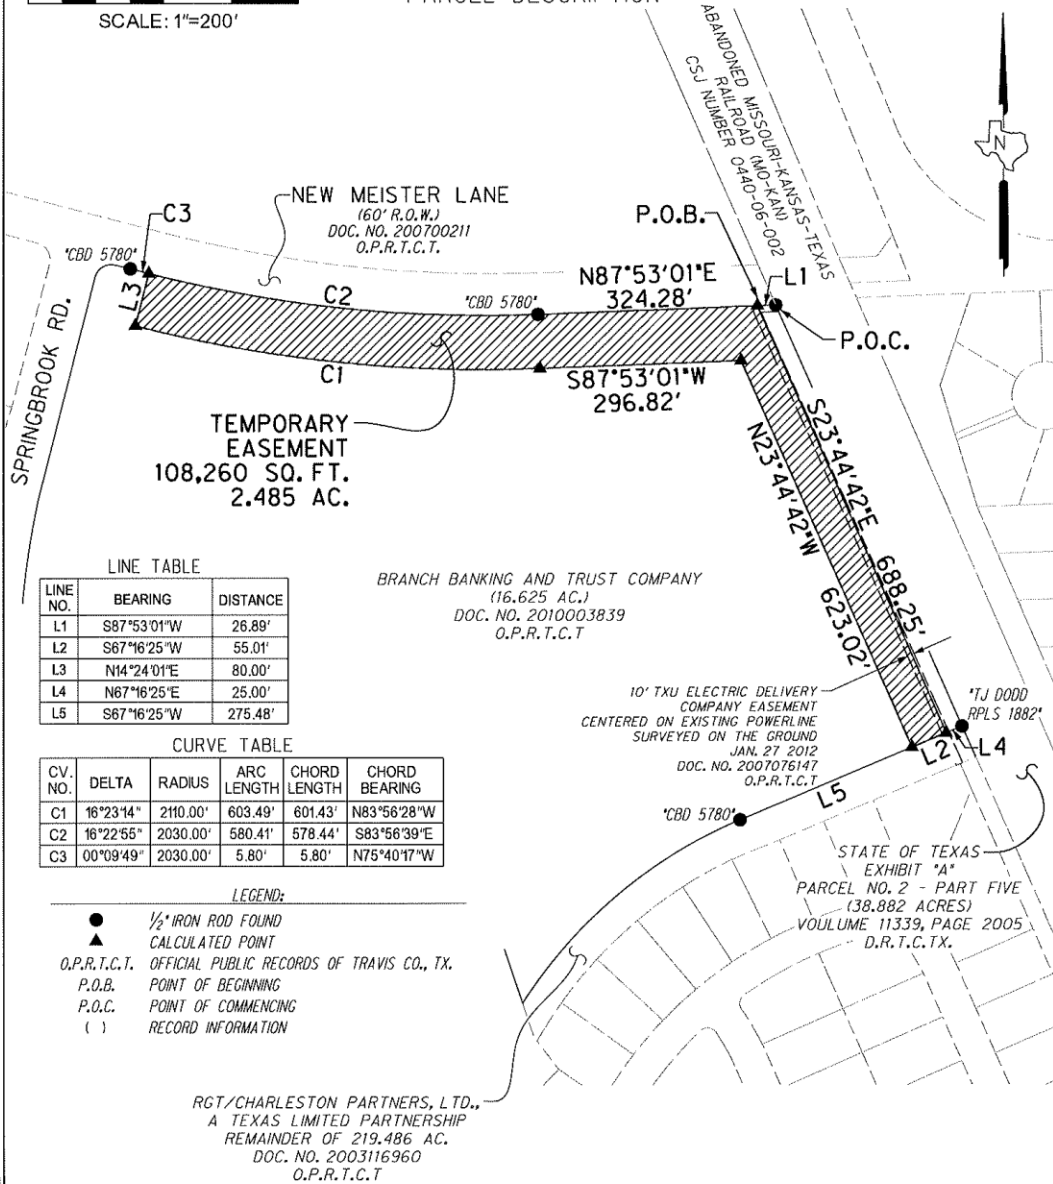 PARCEL DESCRIPTION
SCALE: 1"=200'
ABANDONED MISSOURI-KANSAS-TEXAS
RAILROAD (MO-KAN)
CSJ NUMBER 0440-06-002
N
NEW MEISTER LANE
(60' R.O.W.)
DOC. NO. 200700211
O.P.R.T.C.T.
C3
"CBD 5780"
L3
C2
C1
"CBD 5780"
P.O.B.
N87°53'01"E
324.28'
L1
P.O.C.
S87°53'01"W
296.82'
SPRINGBROOK RD.
TEMPORARY
EASEMENT
108,260 SQ. FT.
2.485 AC.
S23°44'42"E
688.25'
N23°44'42"W
623.02'
BRANCH BANKING AND TRUST COMPANY
(16.625 AC.)
DOC. NO. 2010003839
O.P.R.T.C.T
LINE TABLE
LINE NO. BEARING DISTANCE
L1 S87°53'01"W 26.89'
L2 S67°16'25"W 55.01'
L3 N14°24'01"E 80.00'
L4 N67°16'25"E 25.00'
L5 S67°16'25"W 275.48'
10' TXU ELECTRIC DELIVERY
COMPANY EASEMENT
CENTERED ON EXISTING POWERLINE
SURVEYED ON THE GROUND
JAN. 27 2012
DOC. NO. 2007076147
O.P.R.T.C.T
"TJ DODD
RPLS 1882"
L2
L4
L5
"CBD 5780"
CURVE TABLE
CV. NO. DELTA RADIUS ARC LENGTH CHORD LENGTH CHORD BEARING
C1 16°23'14" 2110.00' 603.49' 601.43' N83°56'28"W
C2 16°22'55" 2030.00' 580.41' 578.44' S83°56'39"E
C3 00°09'49" 2030.00' 5.80' 5.80' N75°40'17"W
STATE OF TEXAS
EXHIBIT "A"
PARCEL NO. 2 - PART FIVE
(38.882 ACRES)
VOULUME 11339, PAGE 2005
D.R.T.C.TX.
LEGEND:
1/2" IRON ROD FOUND
CALCULATED POINT
O.P.R.T.C.T. OFFICIAL PUBLIC RECORDS OF TRAVIS CO., TX.
P.O.B. POINT OF BEGINNING
P.O.C. POINT OF COMMENCING
( ) RECORD INFORMATION
RGT/CHARLESTON PARTNERS, LTD.,
A TEXAS LIMITED PARTNERSHIP
REMAINDER OF 219.486 AC.
DOC. NO. 2003116960
O.P.R.T.C.T